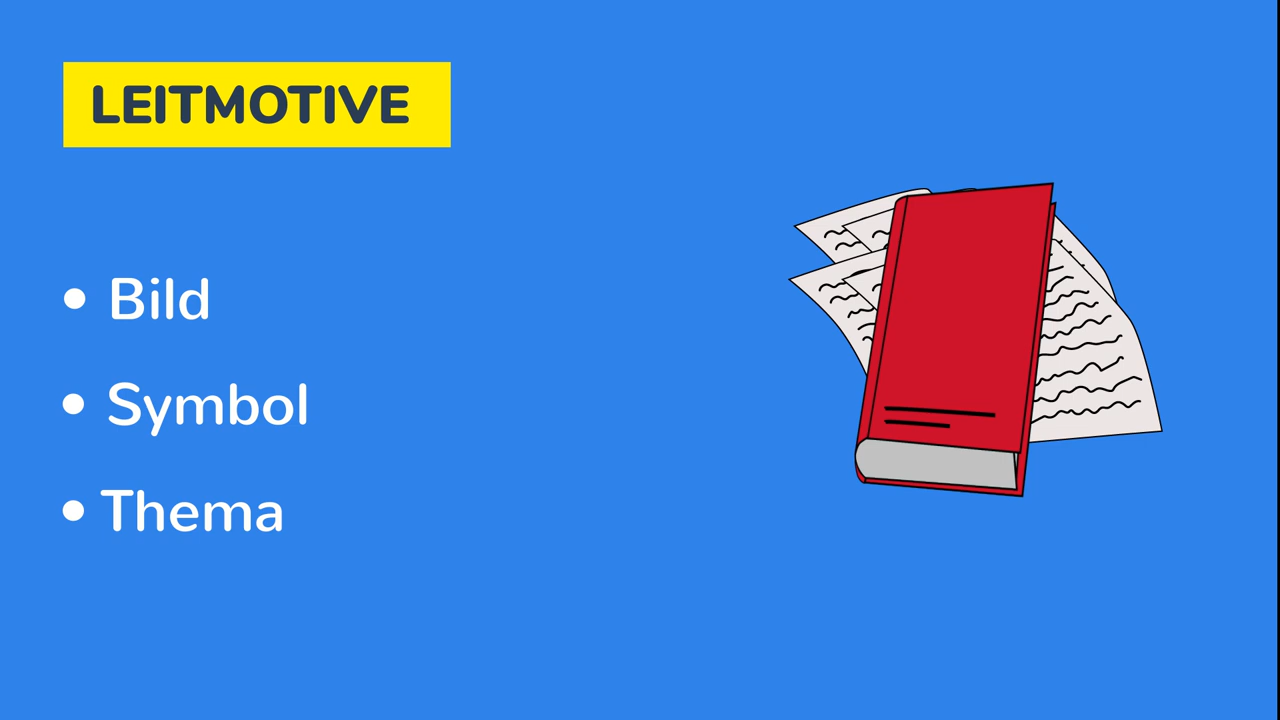 LEITMOTIVE
• Bild
• Symbol
• Thema